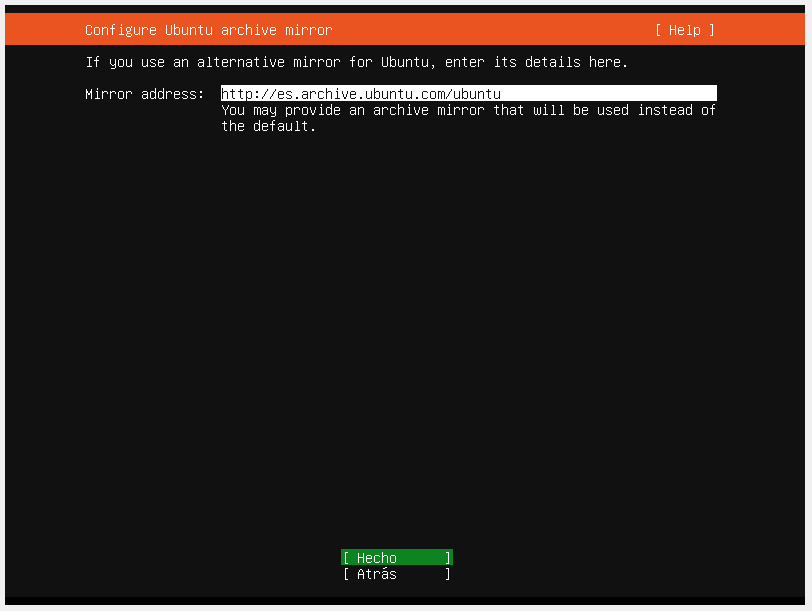 Configure Ubuntu archive mirror [ Help ]
If you use an alternative mirror for Ubuntu, enter its details here.
Mirror address: http://es.archive.ubuntu.com/ubuntu
You may provide an archive mirror that will be used instead of
the default.
[ Hecho ]
[ Atrás ]